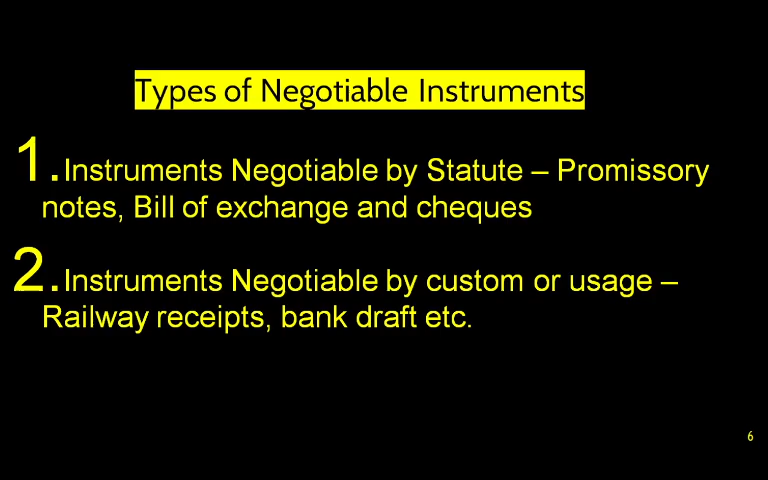 Types of Negotiable Instruments
1.Instruments Negotiable by Statute – Promissory
notes, Bill of exchange and cheques
2.Instruments Negotiable by custom or usage –
Railway receipts, bank draft etc.
6